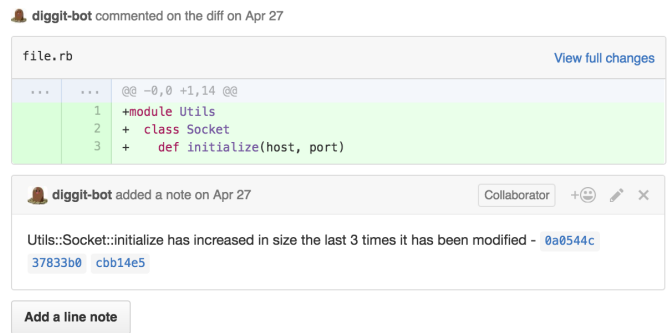 diggit-bot commented on the diff on Apr 27
file.rb
View full changes
... ... @@ -0,0 +1,14 @@
1 +module Utils
2 + class Socket
3 + def initialize(host, port)
diggit-bot added a note on Apr 27 Collaborator
Utils::Socket::initialize has increased in size the last 3 times it has been modified - 0a0544c
37833b0 cbb14e5
Add a line note